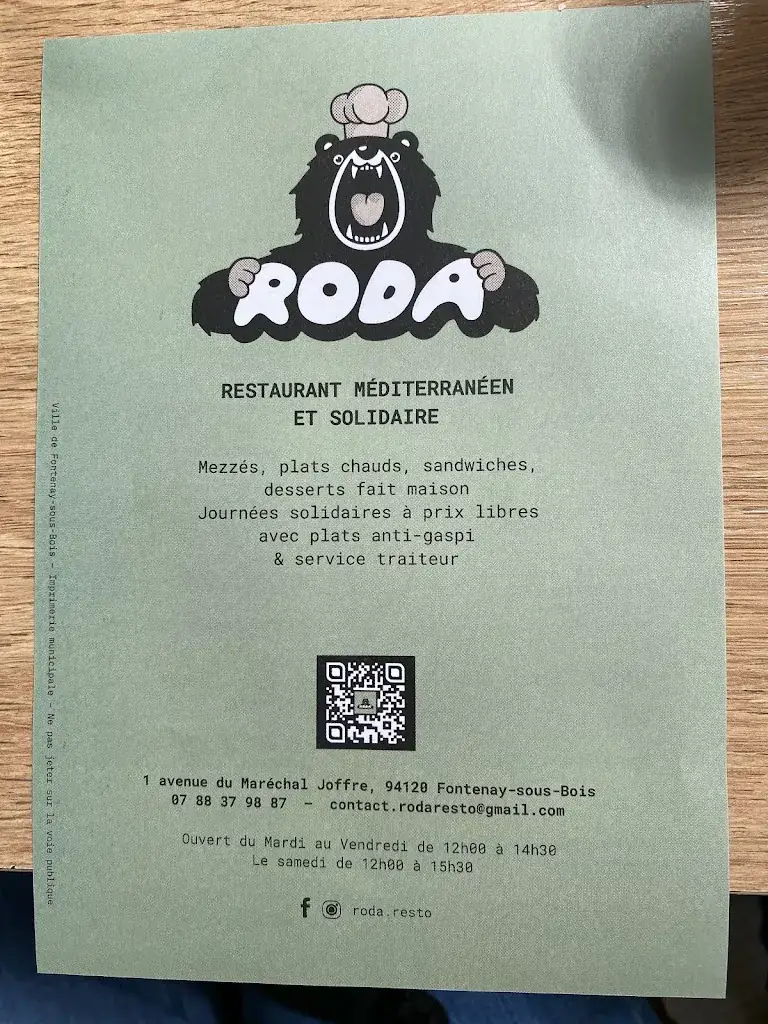 RODA
RESTAURANT MÉDITERRANÉEN
ET SOLIDAIRE
Mezzés, plats chauds, sandwiches,
desserts fait maison
Journées solidaires à prix libres
avec plats anti-gaspi
& service traiteur
1 avenue du Maréchal Joffre, 94120 Fontenay-sous-Bois
07 88 37 98 87 - contact.rodaresto@gmail.com
Ouvert du Mardi au Vendredi de 12h00 à 14h30
Le samedi de 12h00 à 15h30
f roda.resto
Ville de Fontenay-sous-Bois - Imprimerie municipale - Ne pas jeter sur la voie publique